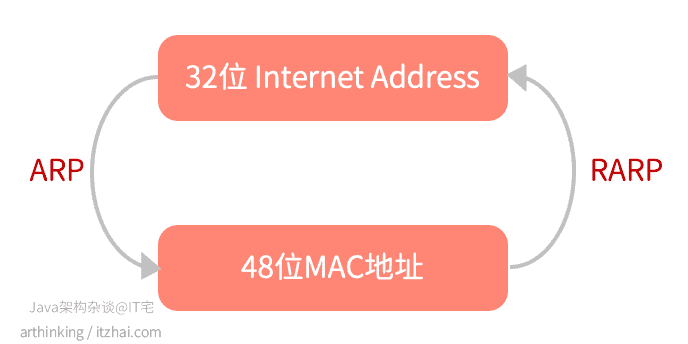 32位 Internet Address
ARP
RARP
48位MAC地址
Java架构杂谈@IT宅
arthinking / itzhai.com